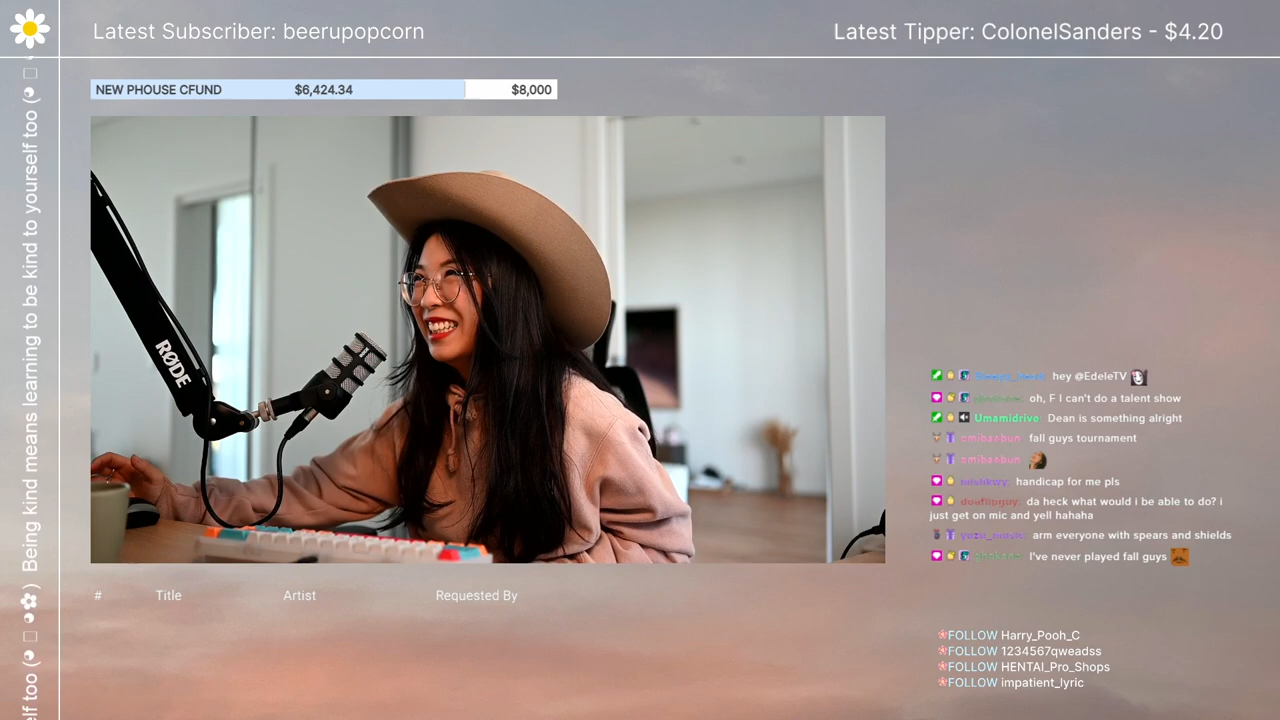 Latest Subscriber: beerupopcorn
Latest Tipper: ColonelSanders - $4.20
NEW PHOUSE CFUND $6,424.34 $8,000
elf too (
) Being kind means learning to be kind to yourself too (
RØDE
hey @EdeleTV
oh, F I can't do a talent show
Umamidrive: Dean is something alright
omibaobun: fall guys tournament
omibaobun:
handicap for me pls
da heck what would i be able to do? i
just get on mic and yell hahaha
arm everyone with spears and shields
I've never played fall guys
# Title Artist Requested By
FOLLOW Harry_Pooh_C
FOLLOW 1234567qweadss
FOLLOW HENTAI_Pro_Shops
FOLLOW impatient_lyric